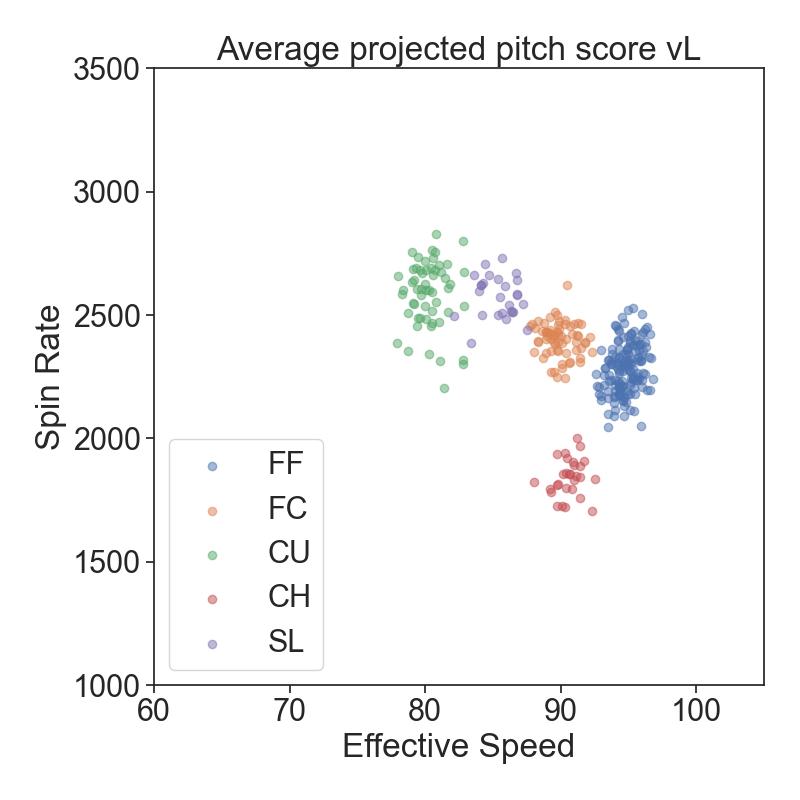 Average projected pitch score vL
3500
3000
2500
2000
1500
1000
Spin Rate
FF
FC
CU
CH
SL
60 70 80 90 100
Effective Speed